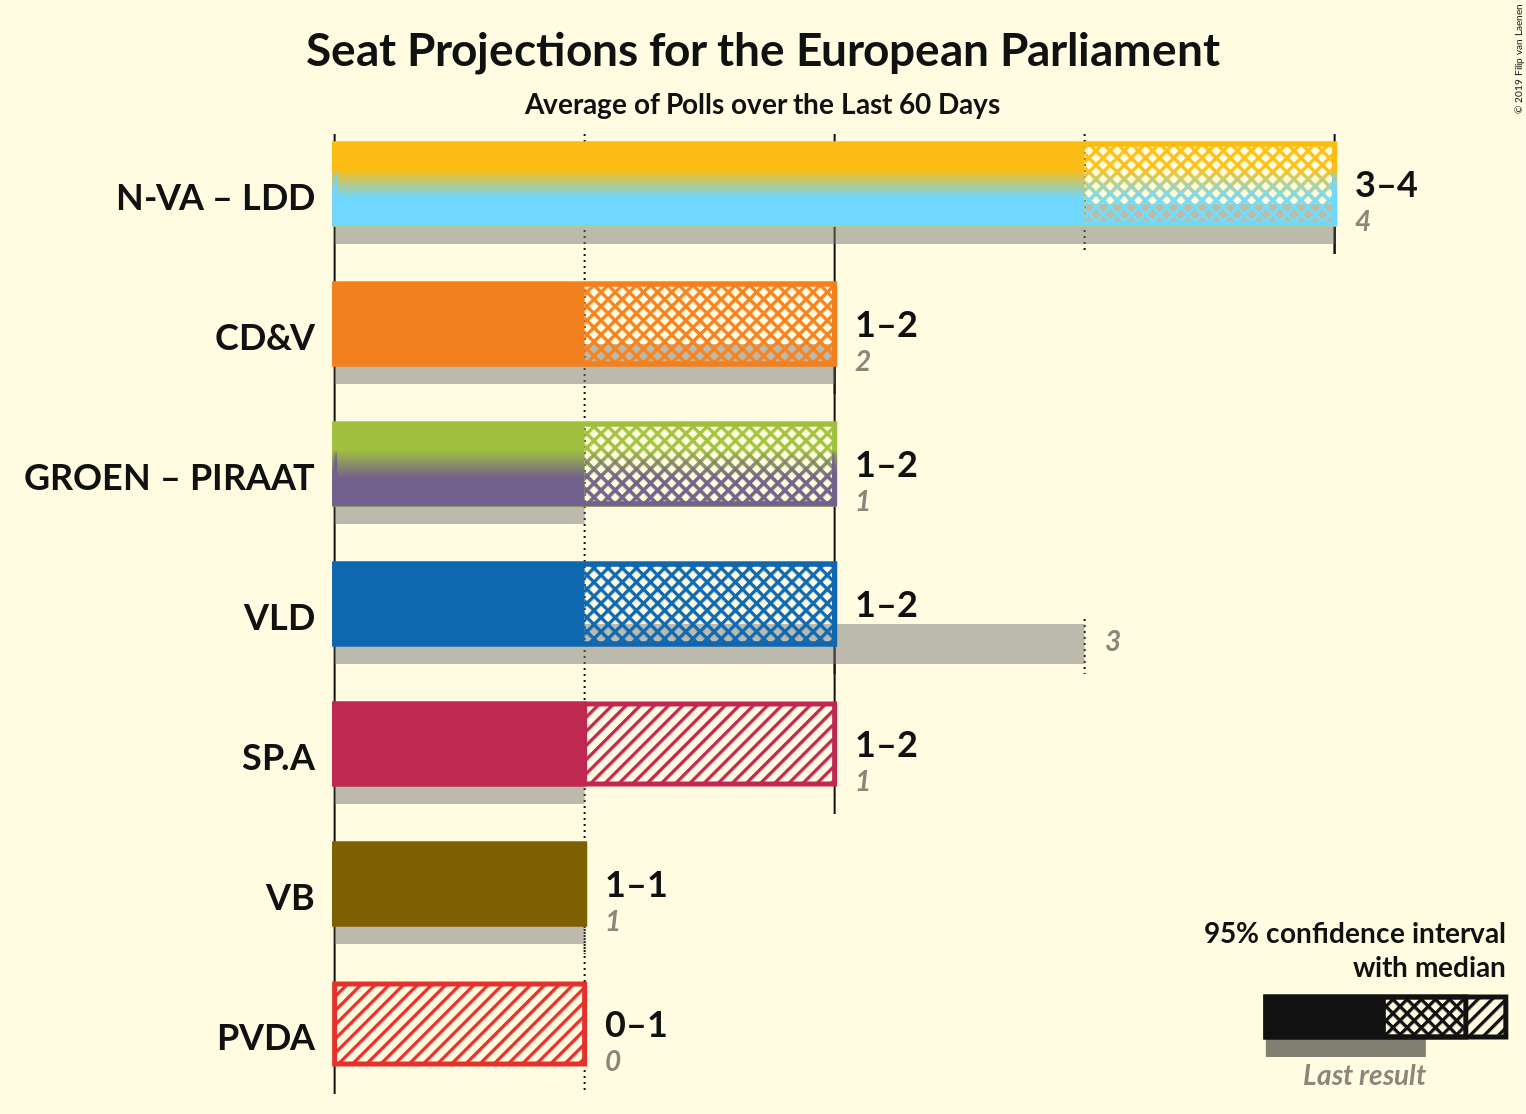 Seat Projections for the European Parliament
Average of Polls over the Last 60 Days
© 2019 Filip van Laenen
N-VA – LDD
3–4
4
CD&V
1–2
2
GROEN – PIRAAT
1–2
1
VLD
1–2
3
SP.A
1–2
1
VB
1–1
1
PVDA
0–1
0
95% confidence interval
with median
Last result